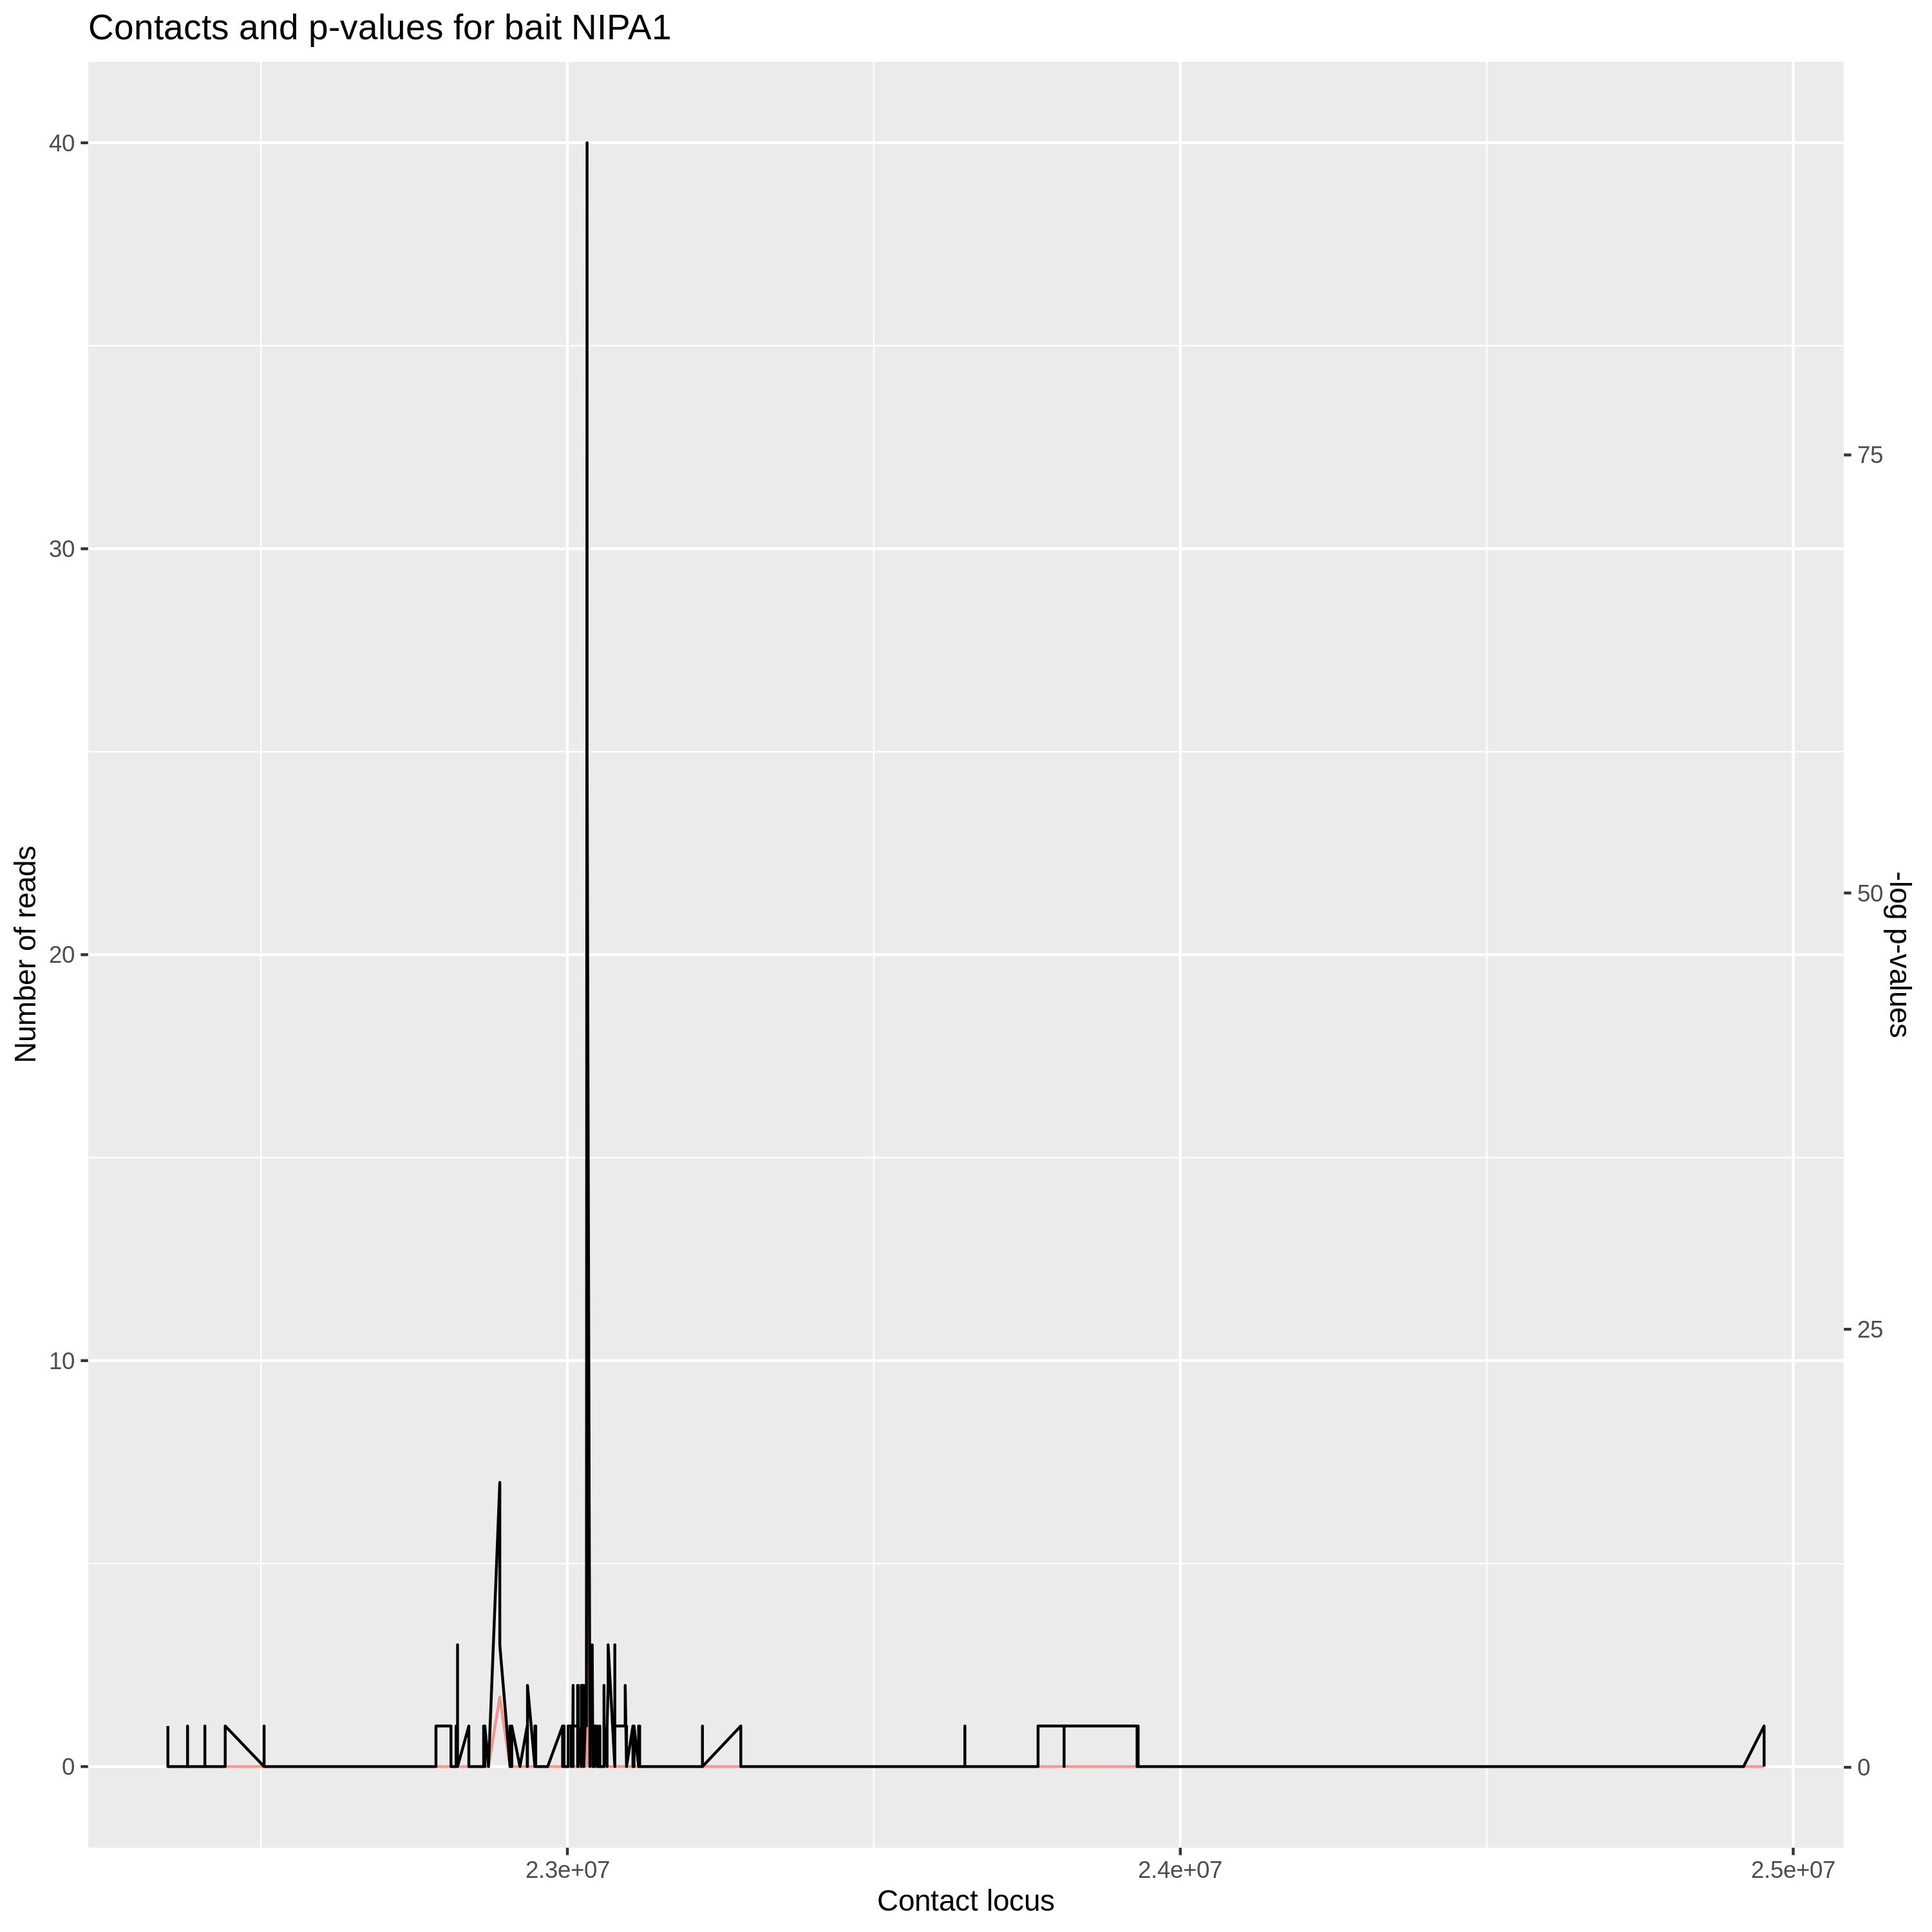 Contacts and p-values for bait NIPA1
40
30
20
10
0
Number of reads
75
50
25
0
-log p-values
2.3e+07
2.4e+07
2.5e+07
Contact locus